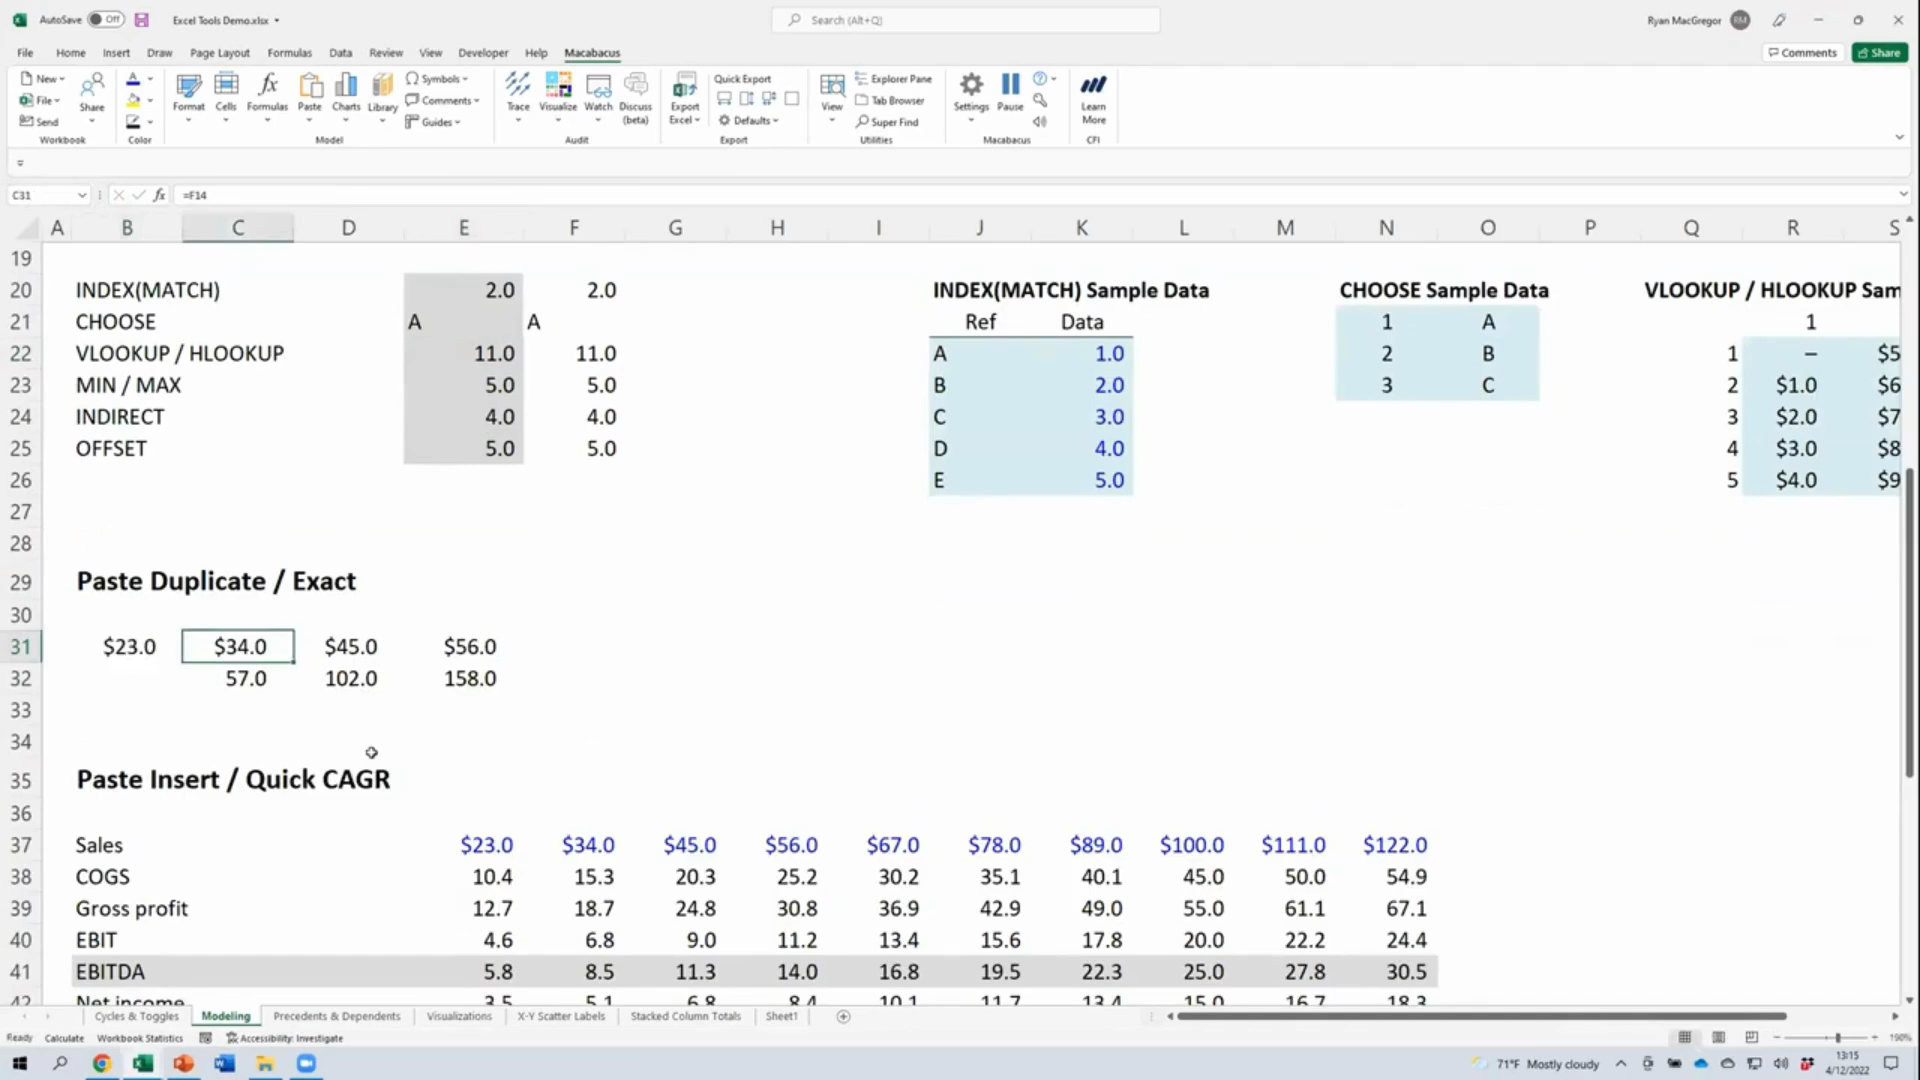 AutoSave Off Excel Tools Demo.xlsx Search (Alt+Q) Ryan MacGregor RM
File Home Insert Draw Page Layout Formulas Data Review View Developer Help Macabacus Comments Share
New File Send Workbook
Share
Color
Format Cells Formulas Paste Charts Library Symbols Comments Guides Model
Trace Visualize Watch Discuss (beta) Audit
Export Excel Quick Export Defaults Export
View Explorer Pane Tab Browser Super Find Utilities
Settings Pause Macabacus
Learn More CFI
C31 fx =F14
A B C D E F G H I J K L M N O P Q R S
19
20 INDEX(MATCH) 2.0 2.0 INDEX(MATCH) Sample Data CHOOSE Sample Data VLOOKUP / HLOOKUP Sam
21 CHOOSE A A Ref Data 1 A 1
22 VLOOKUP / HLOOKUP 11.0 11.0 A 1.0 2 B 1 – $5
23 MIN / MAX 5.0 5.0 B 2.0 3 C 2 $1.0 $6
24 INDIRECT 4.0 4.0 C 3.0 3 $2.0 $7
25 OFFSET 5.0 5.0 D 4.0 4 $3.0 $8
26 E 5.0 5 $4.0 $9
27
28
29 Paste Duplicate / Exact
30
31 $23.0 $34.0 $45.0 $56.0
32 57.0 102.0 158.0
33
34
35 Paste Insert / Quick CAGR
36
37 Sales $23.0 $34.0 $45.0 $56.0 $67.0 $78.0 $89.0 $100.0 $111.0 $122.0
38 COGS 10.4 15.3 20.3 25.2 30.2 35.1 40.1 45.0 50.0 54.9
39 Gross profit 12.7 18.7 24.8 30.8 36.9 42.9 49.0 55.0 61.1 67.1
40 EBIT 4.6 6.8 9.0 11.2 13.4 15.6 17.8 20.0 22.2 24.4
41 EBITDA 5.8 8.5 11.3 14.0 16.8 19.5 22.3 25.0 27.8 30.5
42 Net income 3.5 5.1 6.8 8.4 10.1 11.7 13.4 15.0 16.7 18.3
Cycles & Toggles Modeling Precedents & Dependents Visualizations X-Y Scatter Labels Stacked Column Totals Sheet1
Ready Calculate Workbook Statistics Accessibility: Investigate 190%
71°F Mostly cloudy 13:15
4/12/2022